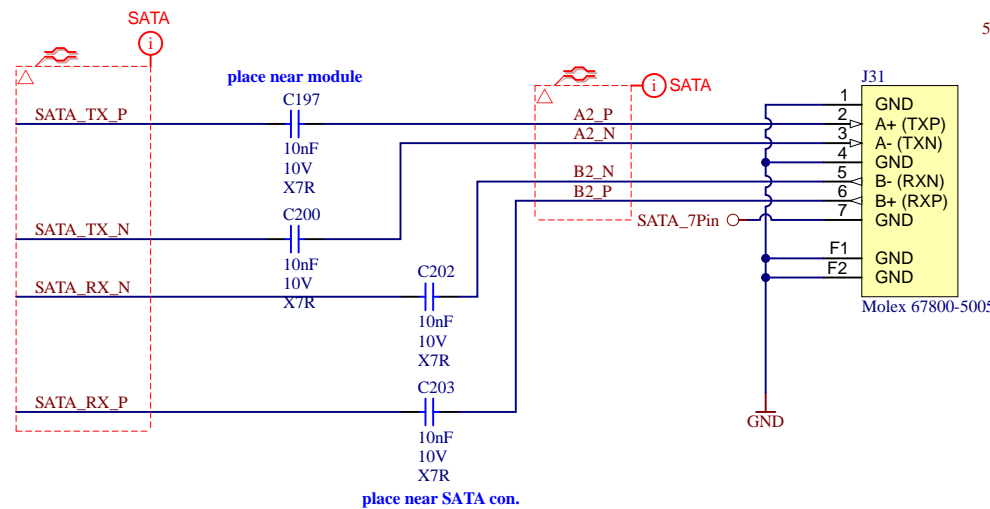 SATA
i
5
place near module
J31
C197
SATA
i
SATA_TX_P
A2_P
1 GND
2 A+ (TXP)
10nF
10V
X7R
A2_N
3 A- (TXN)
4 GND
B2_N
5 B- (RXN)
B2_P
6 B+ (RXP)
C200
SATA_7Pin
7 GND
SATA_TX_N
10nF
10V
X7R
F1 GND
F2 GND
C202
SATA_RX_N
Molex 67800-5005
10nF
10V
X7R
C203
SATA_RX_P
GND
10nF
10V
X7R
place near SATA con.